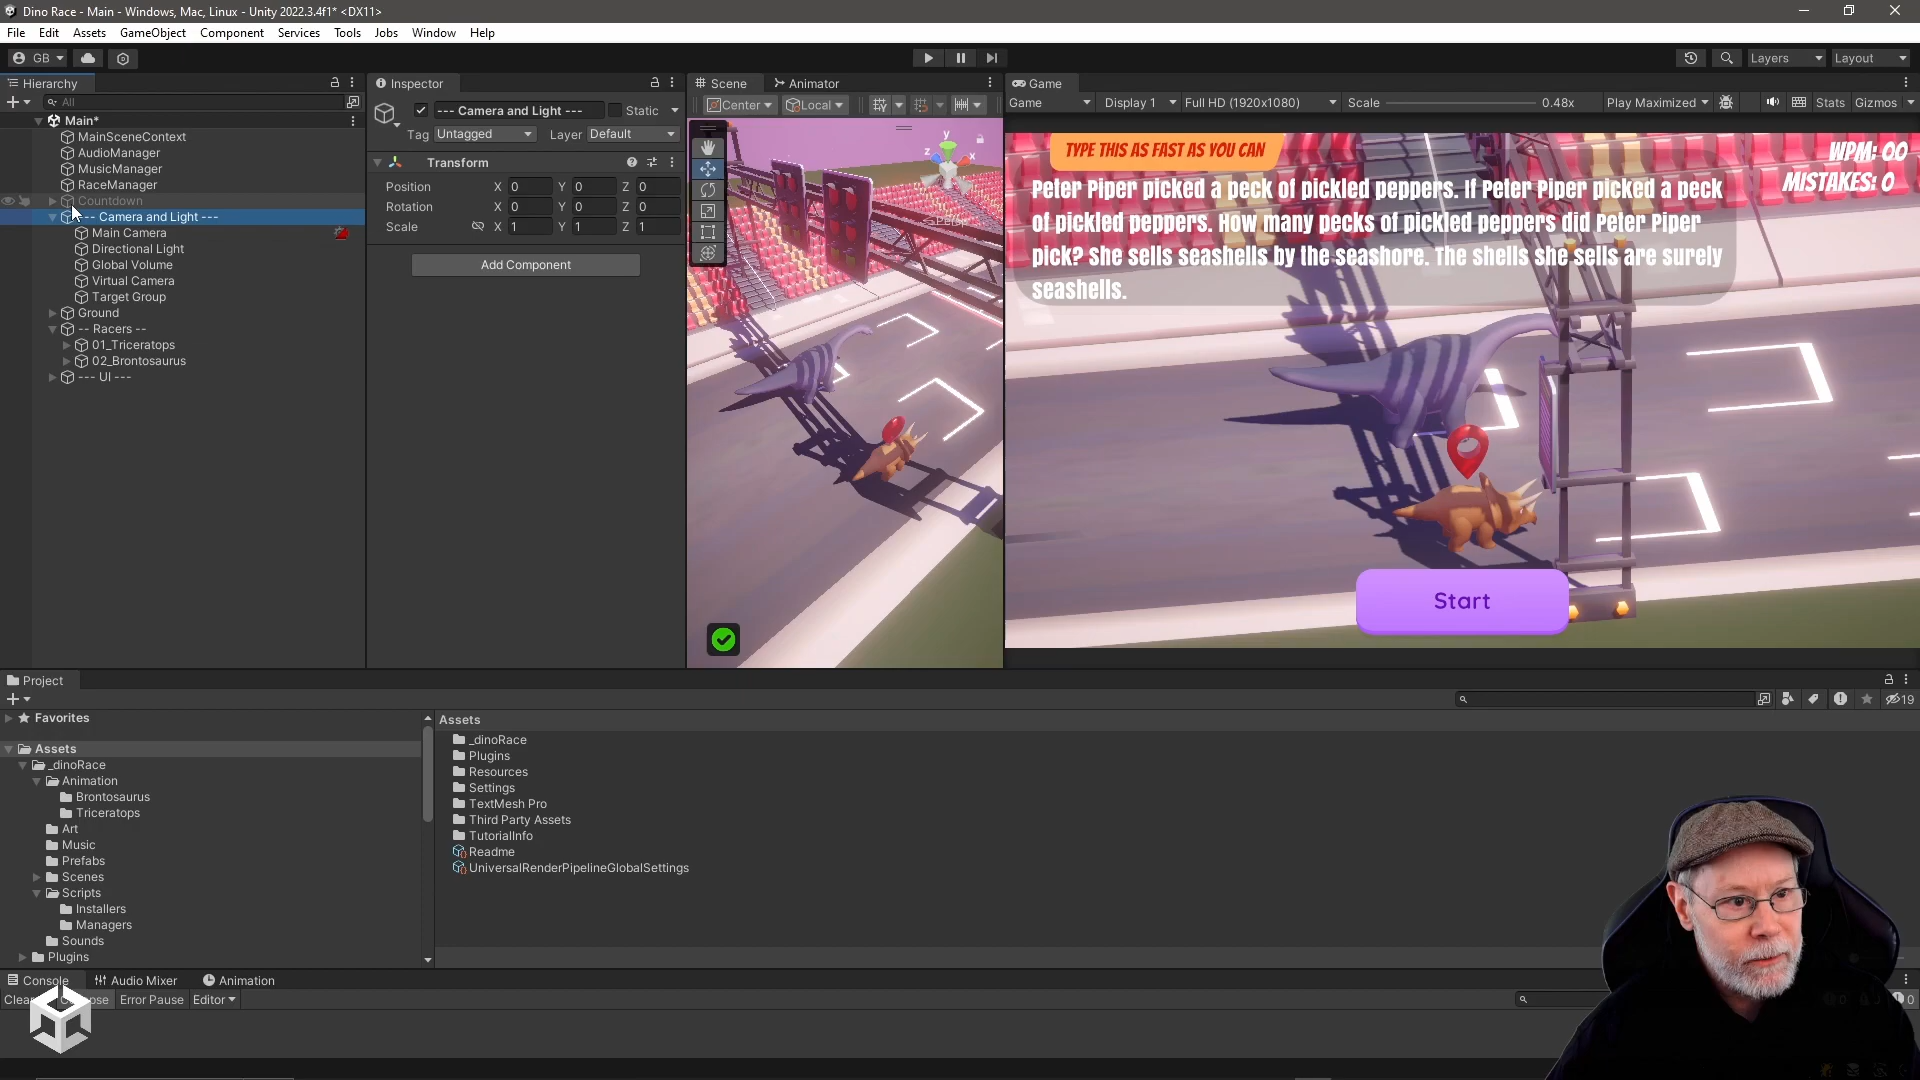 Dino Race - Main - Windows, Mac, Linux - Unity 2022.3.4f1* <DX11>
File Edit Assets GameObject Component Services Tools Jobs Window Help
GB
Layers Layout
Hierarchy
All
Main*
MainSceneContext
AudioManager
MusicManager
RaceManager
Countdown
-- Camera and Light ---
Main Camera
Directional Light
Global Volume
Virtual Camera
Target Group
Ground
-- Racers --
01_Triceratops
02_Brontosaurus
--- UI ---
Inspector
--- Camera and Light --- Static
Tag Untagged Layer Default
Transform
Position X 0 Y 0 Z 0
Rotation X 0 Y 0 Z 0
Scale X 1 Y 1 Z 1
Add Component
Scene Animator
Center Local
y
z x
Persp
Game
Game Display 1 Full HD (1920x1080) Scale 0.48x Play Maximized Stats Gizmos
TYPE THIS AS FAST AS YOU CAN
WPM: 00
MISTAKES: 0
Peter Piper picked a peck of pickled peppers. If Peter Piper picked a peck
of pickled peppers. How many pecks of pickled peppers did Peter Piper
pick? She sells seashells by the seashore. The shells she sells are surely
seashells.
Start
Project
19
Favorites
Assets
_dinoRace
Animation
Brontosaurus
Triceratops
Art
Music
Prefabs
Scenes
Scripts
Installers
Managers
Sounds
Plugins
Assets
_dinoRace
Plugins
Resources
Settings
TextMesh Pro
Third Party Assets
TutorialInfo
Readme
UniversalRenderPipelineGlobalSettings
Console Audio Mixer Animation
Error Pause Editor
0